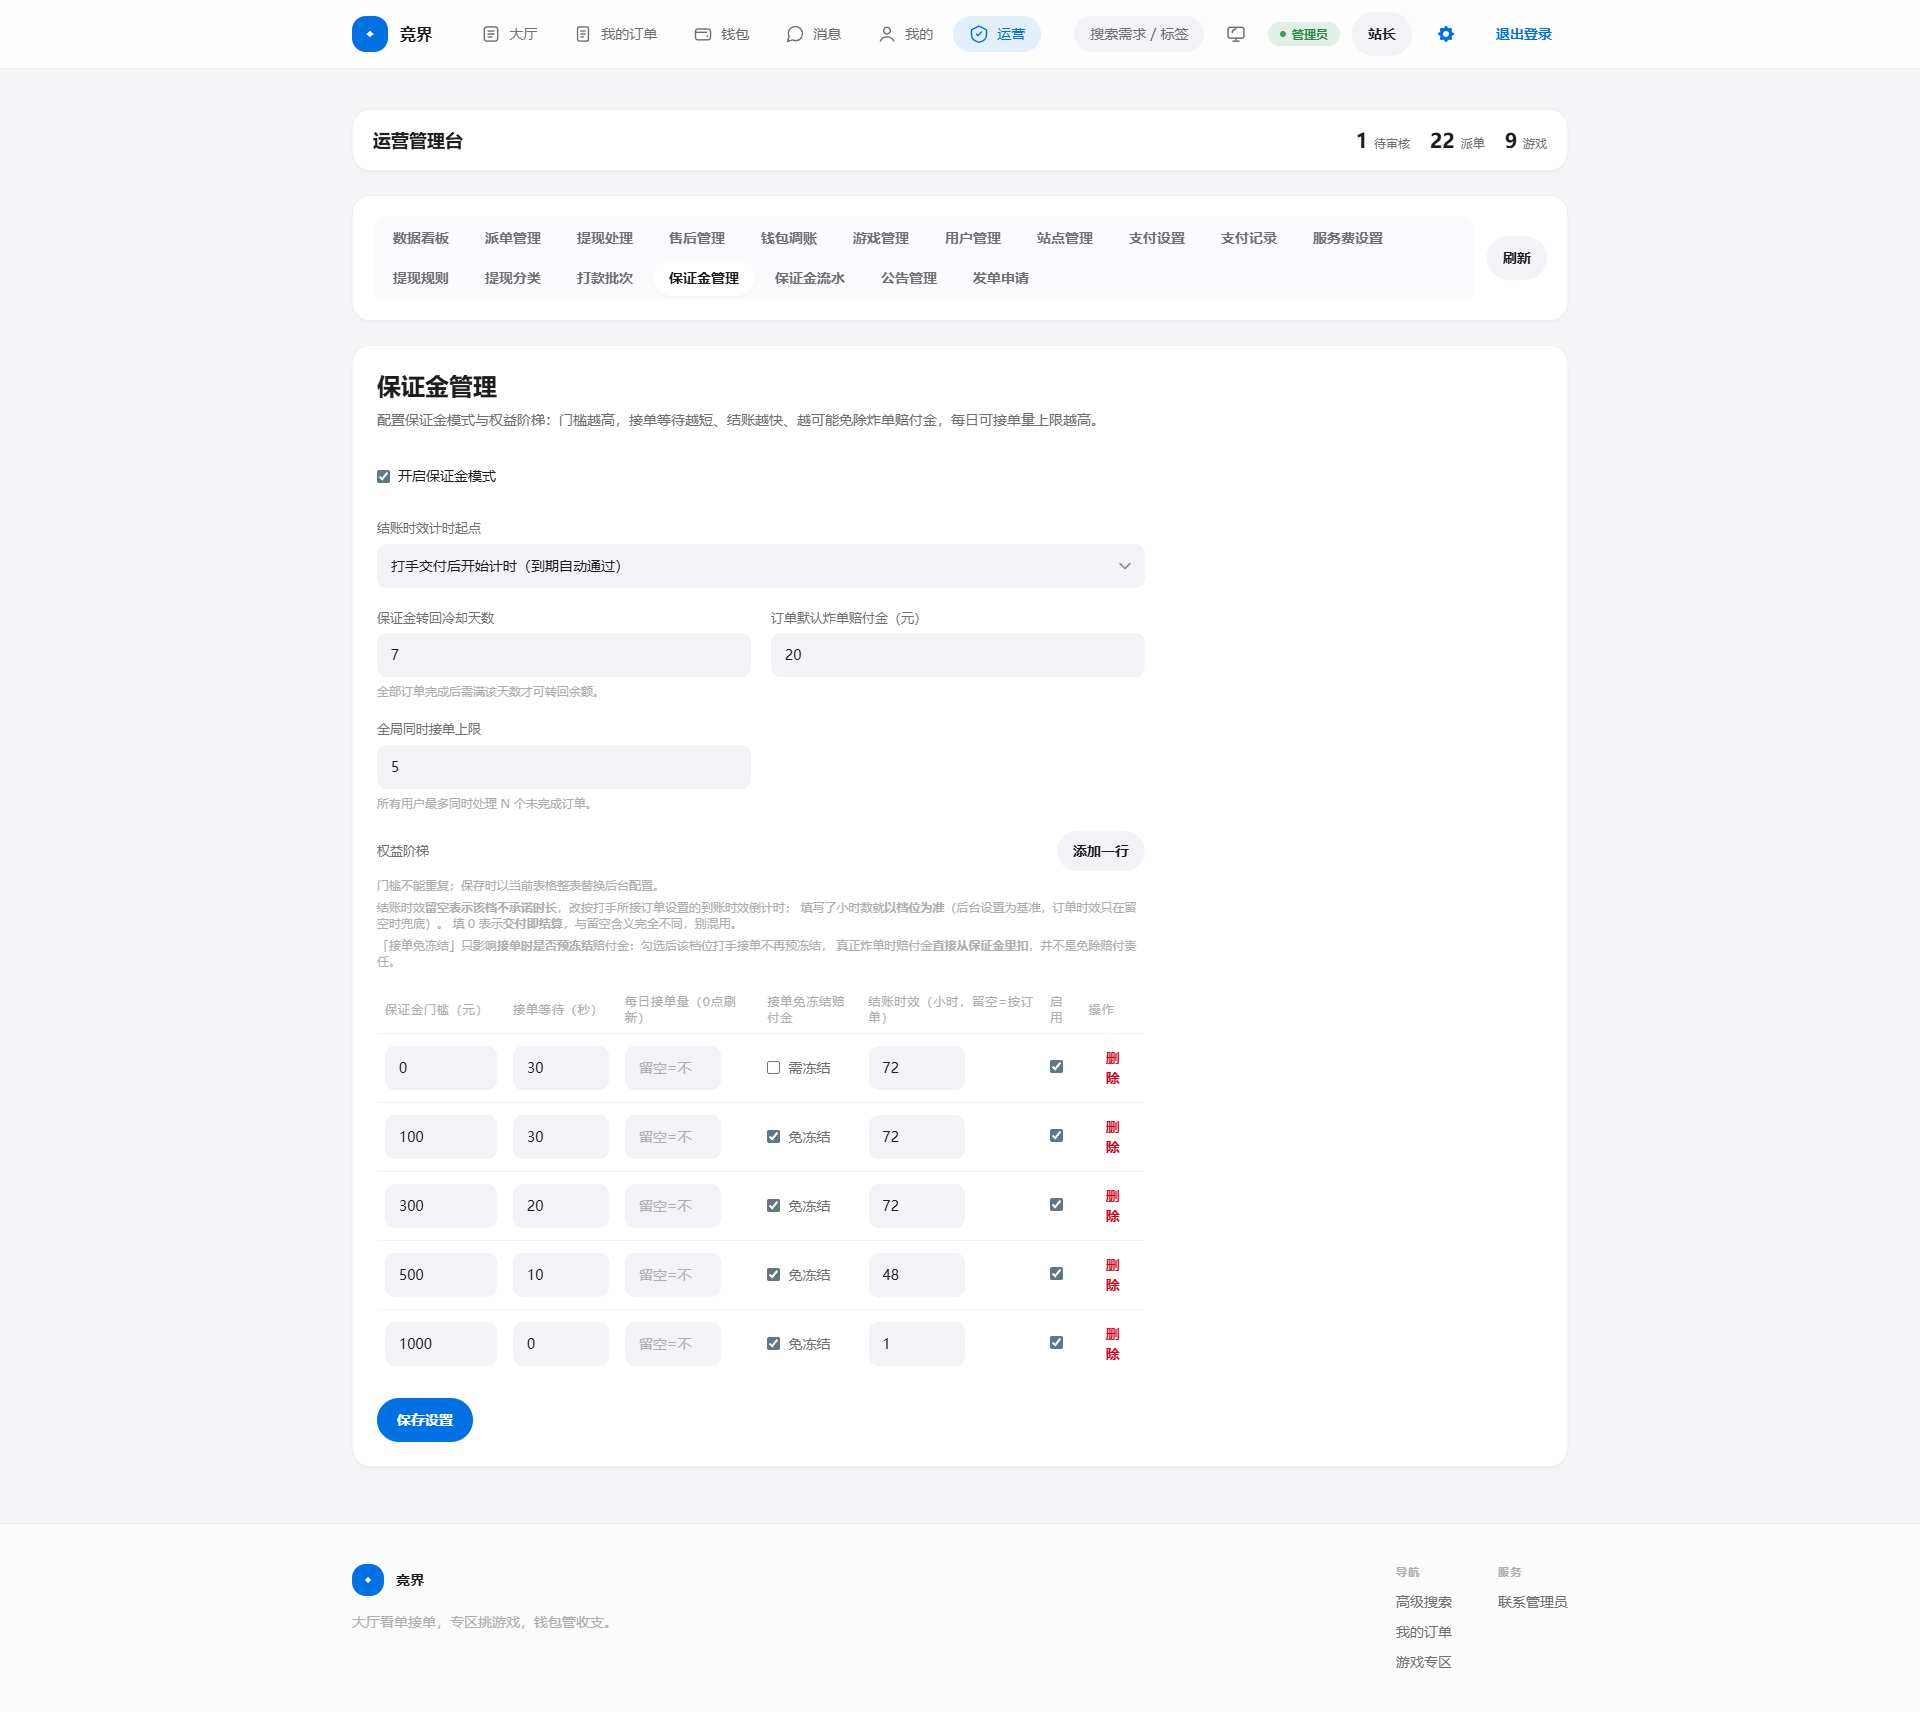 竞界
大厅
我的订单
钱包
消息
我的
运营
搜索需求 / 标签
管理员
站长
退出登录
运营管理台
1 待审核
22 派单
9 游戏
数据看板
派单管理
提现处理
售后管理
钱包调账
游戏管理
用户管理
站点管理
支付设置
支付记录
服务费设置
提现规则
提现分类
打款批次
保证金管理
保证金流水
公告管理
发单申请
刷新
保证金管理
配置保证金模式与权益阶梯：门槛越高，接单等待越短、结账越快、越可能免除炸单赔付金，每日可接单量上限越高。
开启保证金模式
结账时效计时起点
打手交付后开始计时（到期自动通过）
保证金转回冷却天数
订单默认炸单赔付金（元）
7
20
全部订单完成后需满该天数才可转回余额。
全局同时接单上限
5
所有用户最多同时处理 N 个未完成订单。
权益阶梯
添加一行
门槛不能重复；保存时以当前表格整表替换后台配置。
结账时效留空表示该档不承诺时长，改按打手所接订单设置的到账时效倒计时； 填写了小时数就以档位为准（后台设置为基准，订单时效只在留
空时兜底）。 填 0 表示交付即结算，与留空含义完全不同，别混用。
「接单免冻结」只影响接单时是否预冻结赔付金：勾选后该档位打手接单不再预冻结， 真正炸单时赔付金直接从保证金里扣，并不是免除赔付责
任。
保证金门槛（元）
接单等待（秒）
每日接单量（0点刷
新）
接单免冻结赔
付金
结账时效（小时，留空=按订
单）
启
用
操作
0
30
留空=不
需冻结
72
删
除
100
30
留空=不
免冻结
72
删
除
300
20
留空=不
免冻结
72
删
除
500
10
留空=不
免冻结
48
删
除
1000
0
留空=不
免冻结
1
删
除
保存设置
竞界
大厅看单接单，专区挑游戏，钱包管收支。
导航
高级搜索
我的订单
游戏专区
服务
联系管理员